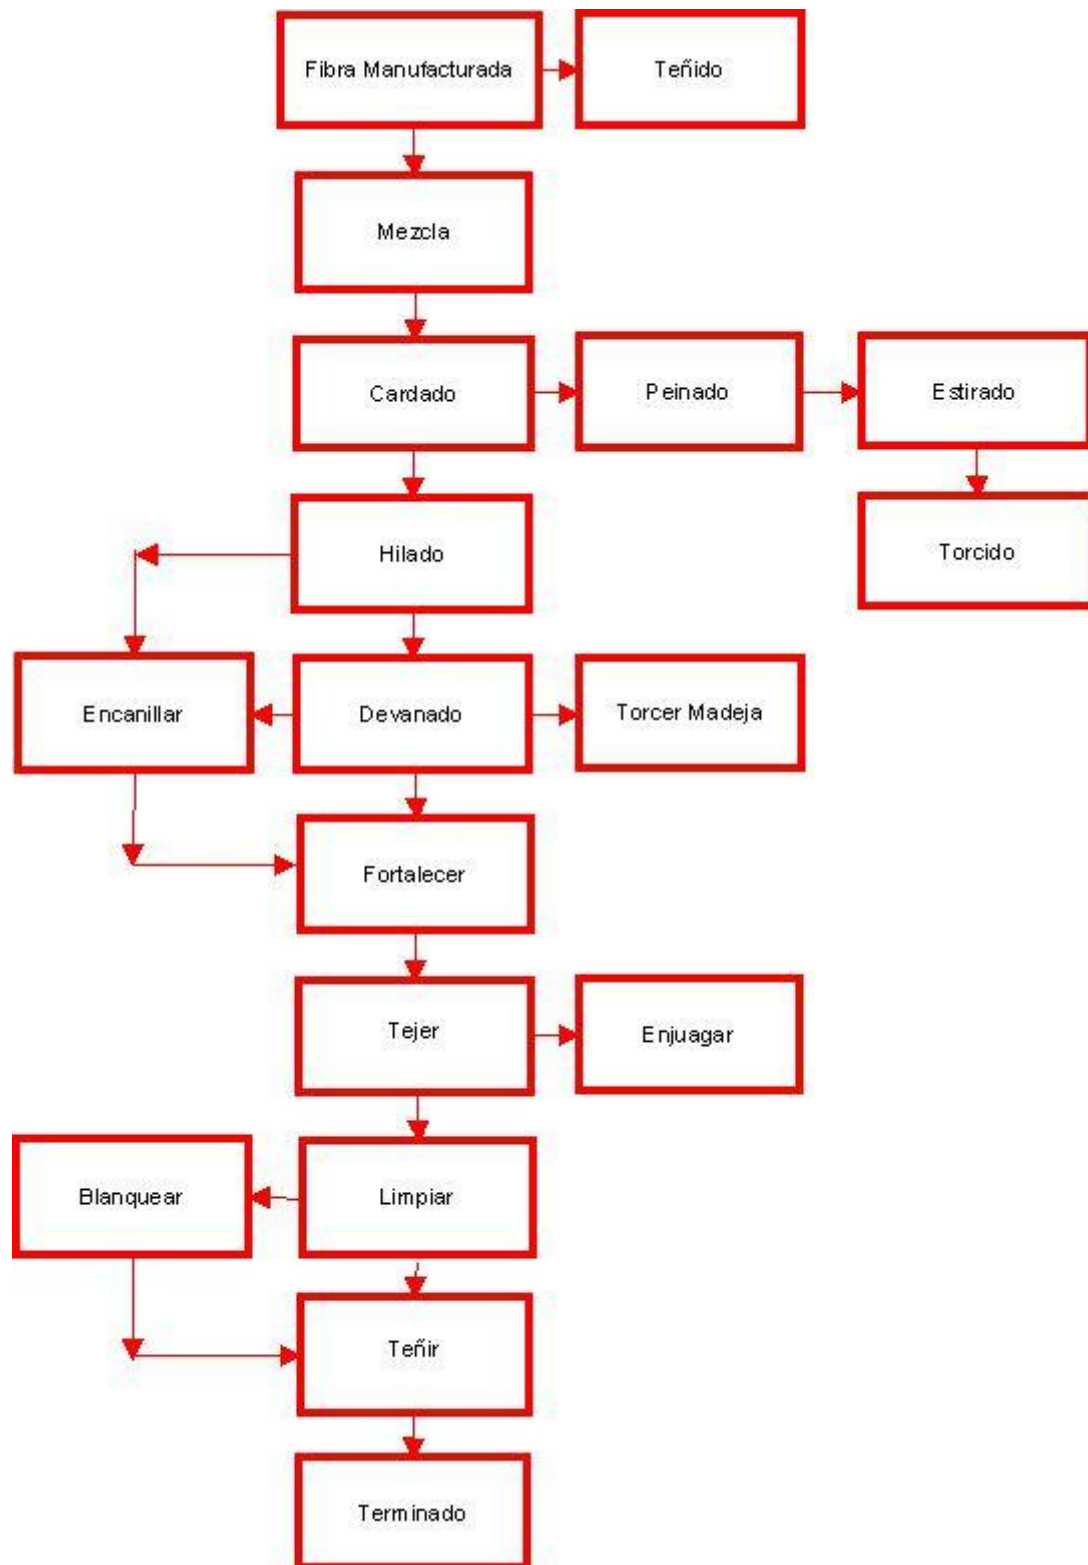 Fibra Manufacturada
Teñido
Mezcla
Cardado
Peinado
Estirado
Hilado
Torcido
Encanillar
Devanado
Torcer Madeja
Fortalecer
Tejer
Enjuagar
Blanquear
Limpiar
Teñir
Terminado